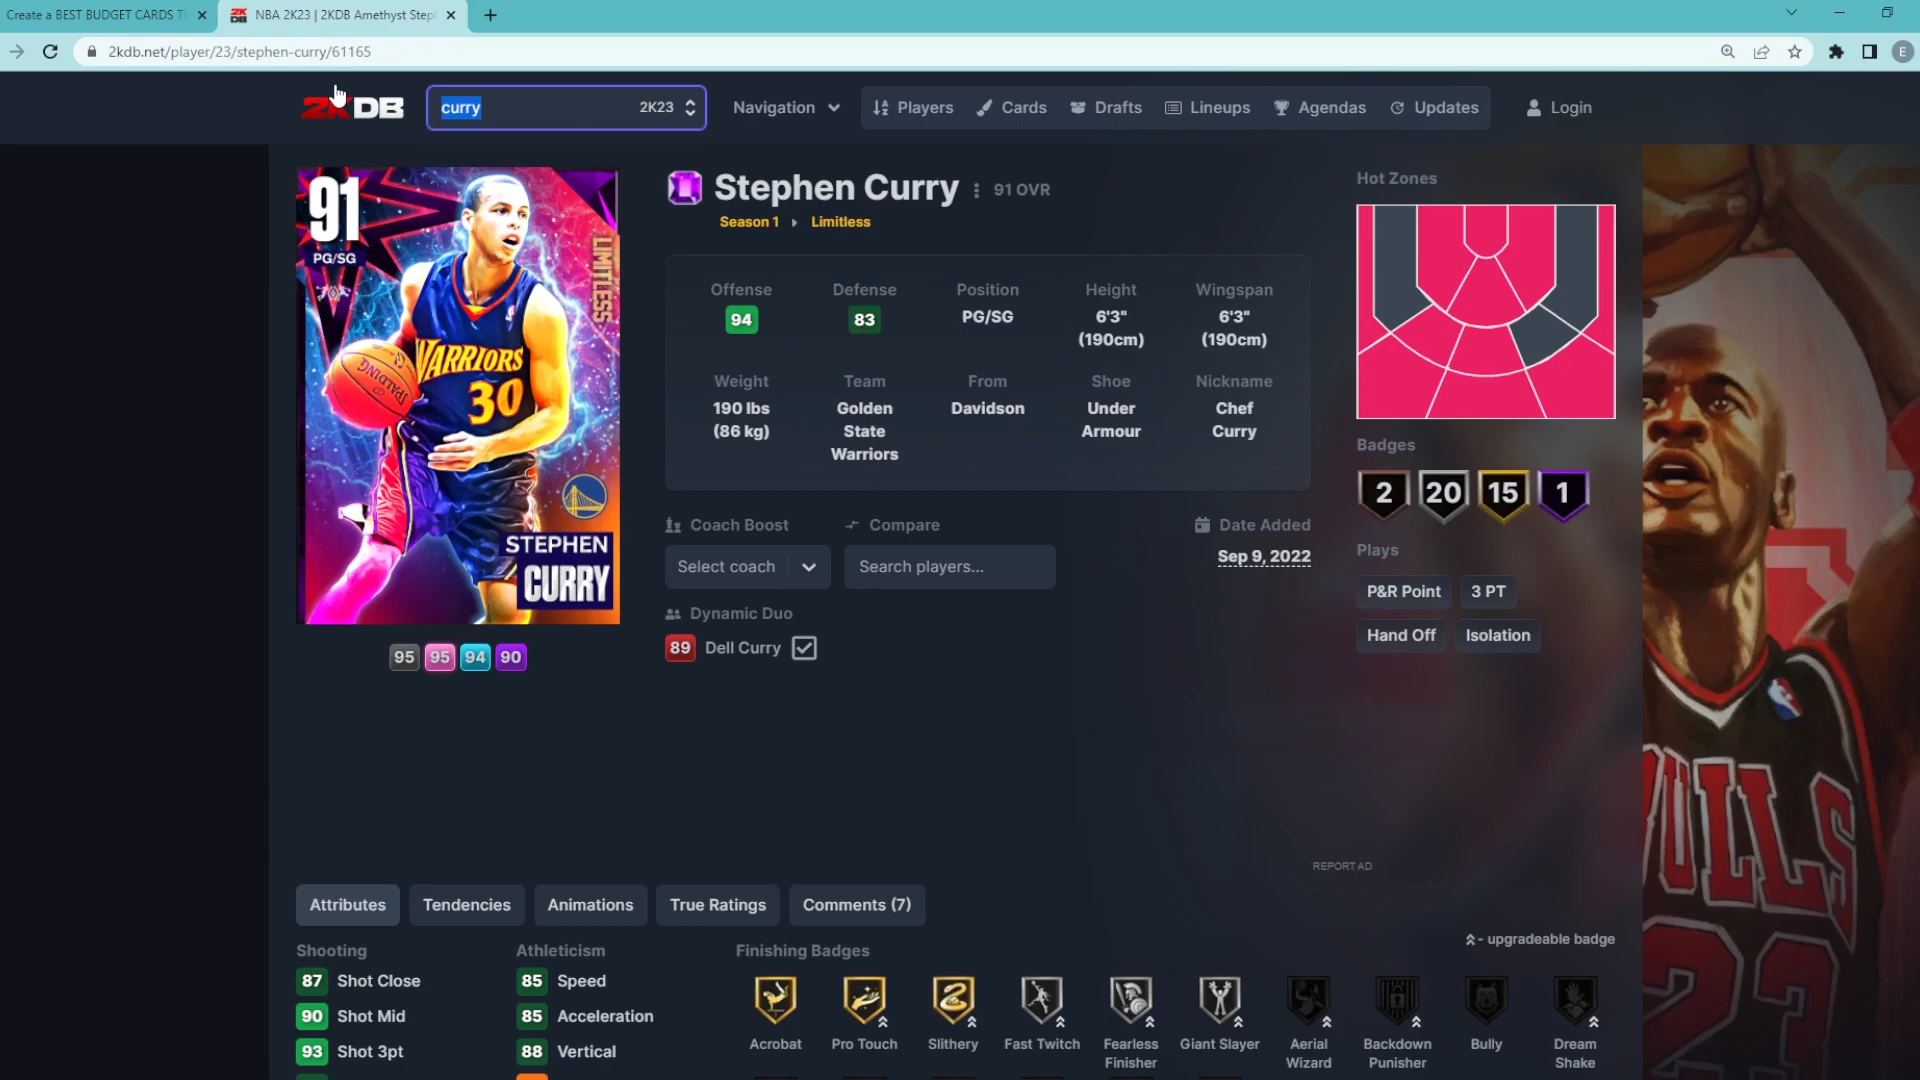 Create a BEST BUDGET CARDS
NBA 2K23 | 2KDB Amethyst Step
2kdb.net/player/23/stephen-curry/61165
E
2KDB
curry
2K23
Navigation
Players
Cards
Drafts
Lineups
Agendas
Updates
Login
91
PG/SG
LIMITLESS
SPALDING
WARRIORS
30
STEPHEN
CURRY
95 95 94 90
Stephen Curry
91 OVR
Season 1
Limitless
Offense
94
Defense
83
Position
PG/SG
Height
6'3"
(190cm)
Wingspan
6'3"
(190cm)
Weight
190 lbs
(86 kg)
Team
Golden
State
Warriors
From
Davidson
Shoe
Under
Armour
Nickname
Chef
Curry
Coach Boost
Select coach
Compare
Search players...
Date Added
Sep 9, 2022
Dynamic Duo
89 Dell Curry
Hot Zones
Badges
2 20 15 1
Plays
P&R Point
3 PT
Hand Off
Isolation
REPORT AD
Attributes
Tendencies
Animations
True Ratings
Comments (7)
- upgradeable badge
Shooting
87 Shot Close
90 Shot Mid
93 Shot 3pt
Athleticism
85 Speed
85 Acceleration
88 Vertical
Finishing Badges
Acrobat
Pro Touch
Slithery
Fast Twitch
Fearless
Finisher
Giant Slayer
Aerial
Wizard
Backdown
Punisher
Bully
Dream
Shake
ULLS
23